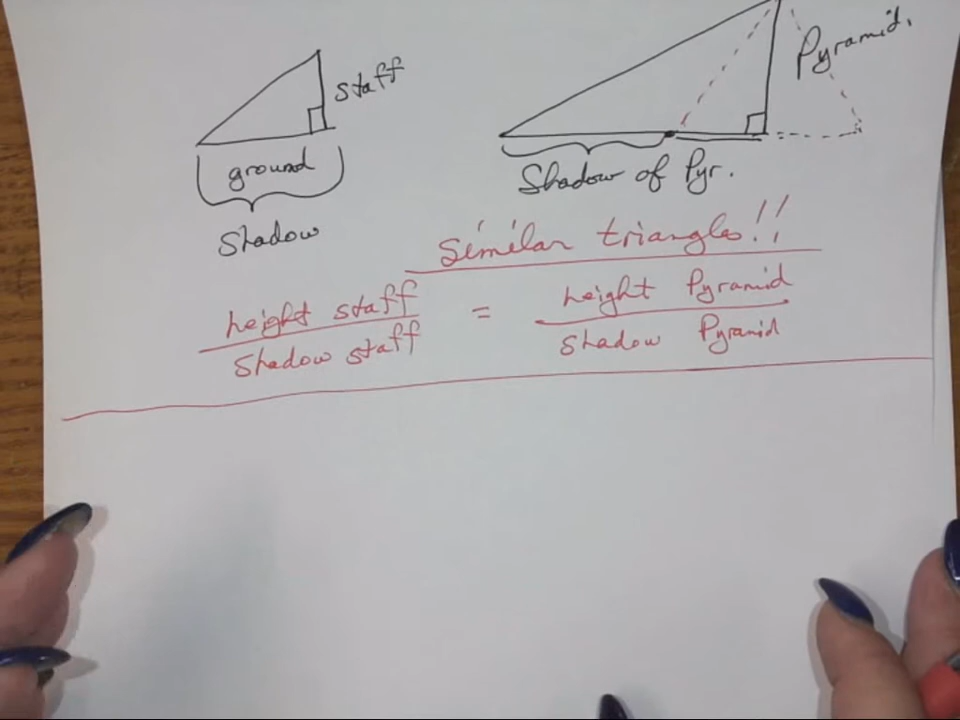 staff
Pyramid.
ground
Shadow of Pyr.
Shadow
Similar triangles!!
height staff = height Pyramid
Shadow staff shadow Pyramid